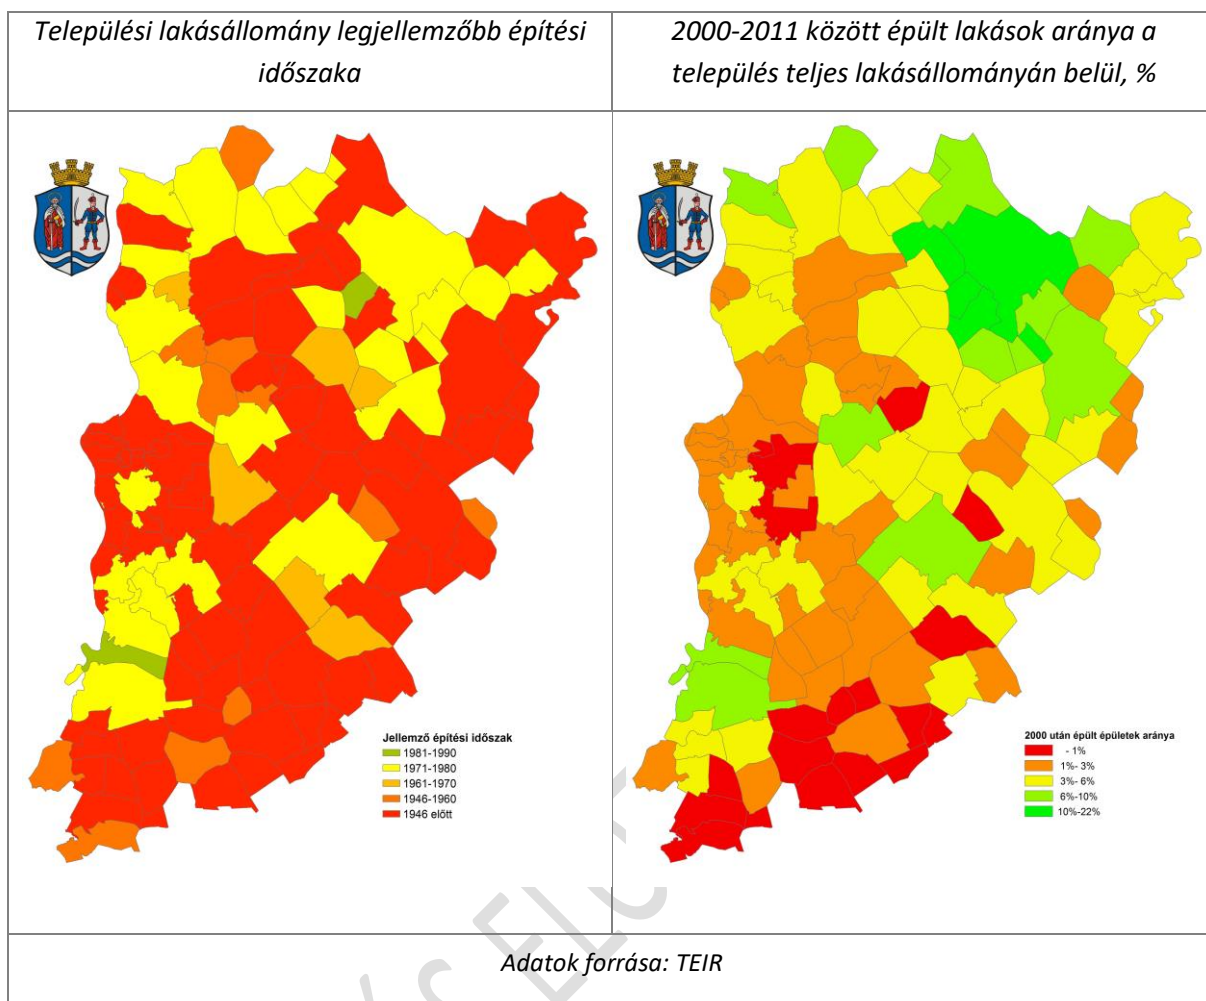 Települési lakásállomány legjellemzőbb építési
időszaka
2000-2011 között épült lakások aránya a
település teljes lakásállományán belül, %
Jellemző építési időszak
1981-1990
1971-1980
1961-1970
1946-1960
1946 előtt
2000 után épült épületek aránya
- 1%
1%- 3%
3%- 6%
6%-10%
10%-22%
Adatok forrása: TEIR